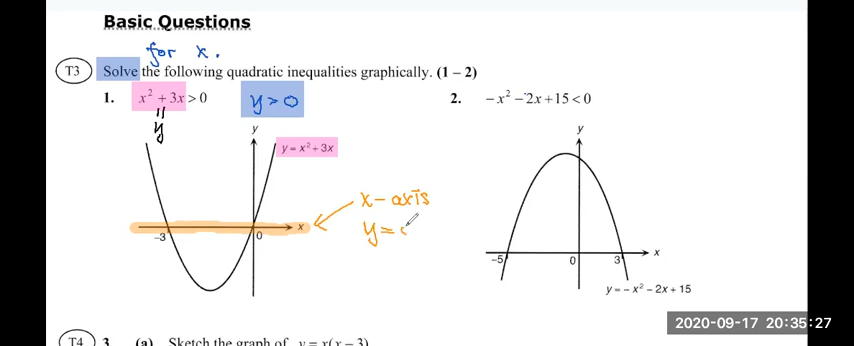 Basic Questions
for x.
T3 Solve the following quadratic inequalities graphically. (1 – 2)
1. x² + 3x > 0
y > 0
2. − x² − 2x + 15 < 0
=
y
y
y = x² + 3x
x
−3
0
x - axis
y =
y
x
−5
0
3
y = − x² − 2x + 15
2020-09-17 20:35:27
T4 3. (a) Sketch the graph of y = x(x − 3)